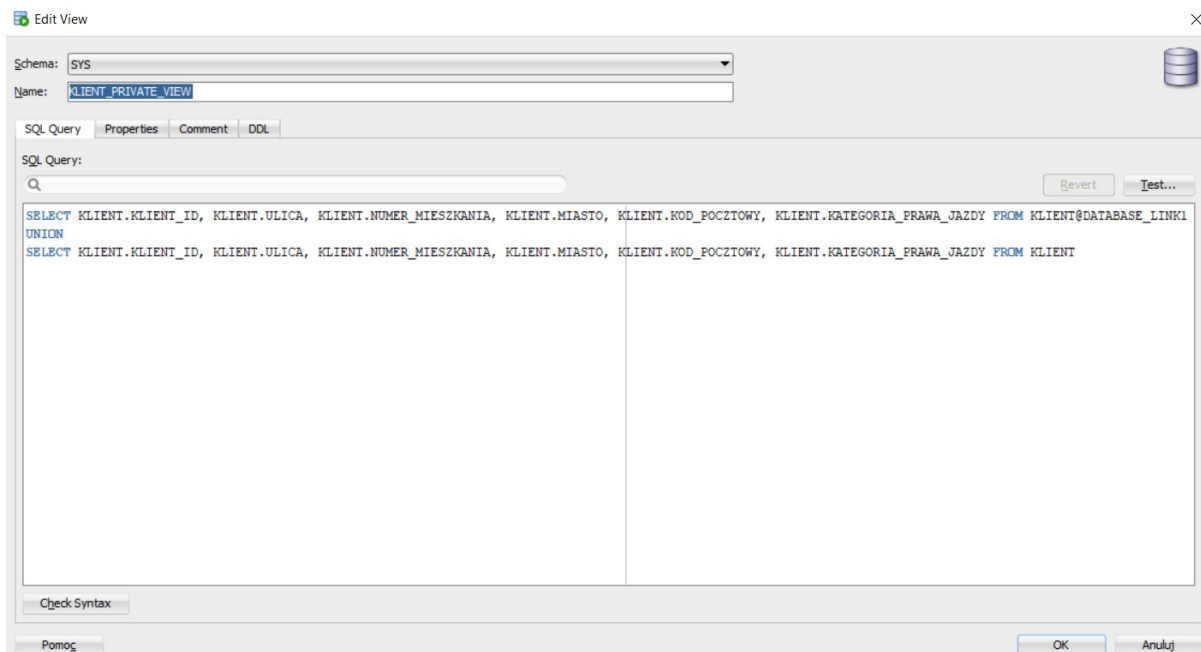 Edit View
Schema: SYS
Name: KLIENT_PRIVATE_VIEW
SQL Query Properties Comment DDL
SQL Query:
Revert Test...
SELECT KLIENT.KLIENT_ID, KLIENT.ULICA, KLIENT.NUMER_MIESZKANIA, KLIENT.MIASTO, KLIENT.KOD_POCZTOWY, KLIENT.KATEGORIA_PRAWA_JAZDY FROM KLIENT@DATABASE_LINK1
UNION
SELECT KLIENT.KLIENT_ID, KLIENT.ULICA, KLIENT.NUMER_MIESZKANIA, KLIENT.MIASTO, KLIENT.KOD_POCZTOWY, KLIENT.KATEGORIA_PRAWA_JAZDY FROM KLIENT
Check Syntax
Pomoc OK Anuluj